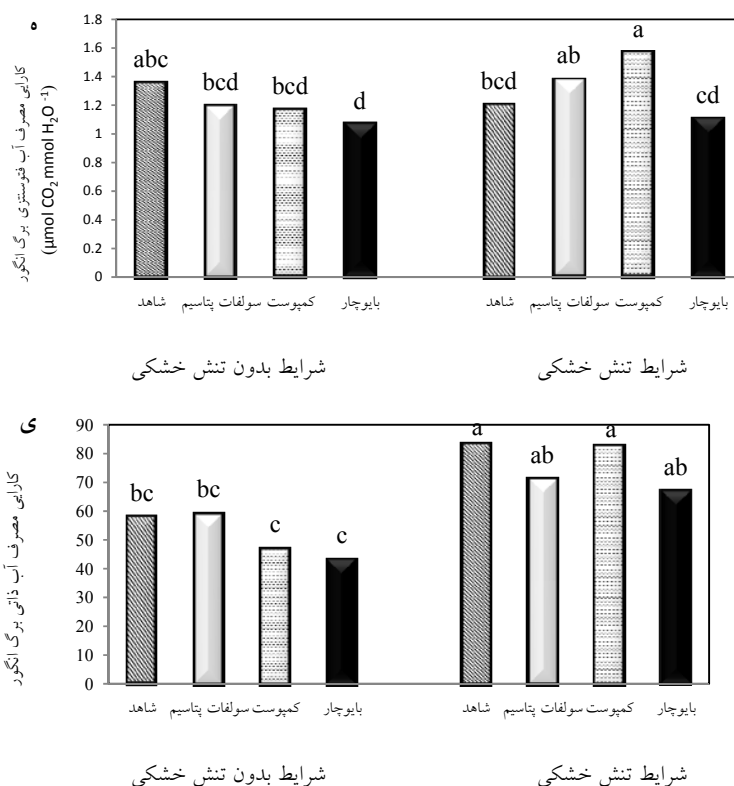 ه
کارایی مصرف آب فتوسنتزی برگ انگور
(µmol CO2 mmol H2O -1)
1.8
1.6
1.4
1.2
1
0.8
0.6
0.4
0.2
0
abc
bcd
bcd
d
bcd
ab
a
cd
شاهد سولفات پتاسیم کمپوست بایوچار
شاهد سولفات پتاسیم کمپوست بایوچار
شرایط بدون تنش خشکی
شرایط تنش خشکی
ی
کارایی مصرف آب ذاتی برگ انگور
90
80
70
60
50
40
30
20
10
0
bc
bc
c
c
a
ab
a
ab
شاهد سولفات پتاسیم کمپوست بایوچار
شاهد سولفات پتاسیم کمپوست بایوچار
شرایط بدون تنش خشکی
شرایط تنش خشکی